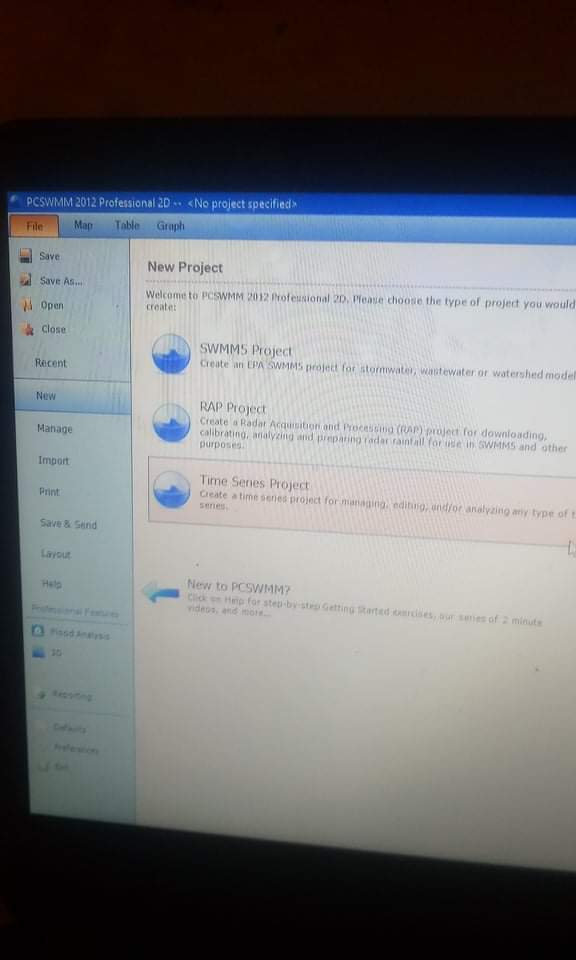 PCSWMM 2012 Professional 2D -- <No project specified>
File Map Table Graph
Save
Save As...
Open
Close
Recent
New
Manage
Import
Print
Save & Send
Layout
Help
Professional Features
Flood Analysis
2D
Reporting
Defaults
Preferences
Exit
New Project
Welcome to PCSWMM 2012 Professional 2D. Please choose the type of project you would
create:
SWMM5 Project
Create an EPA SWMM5 project for stormwater, wastewater or watershed model
RAP Project
Create a Radar Acquisition and Processing (RAP) project for downloading,
calibrating, analyzing and preparing radar rainfall for use in SWMM5 and other
purposes.
Time Series Project
Create a time series project for managing, editing, and/or analyzing any type of t
series.
New to PCSWMM?
Click on Help for step-by-step Getting Started exercises, our series of 2 minute
videos, and more...